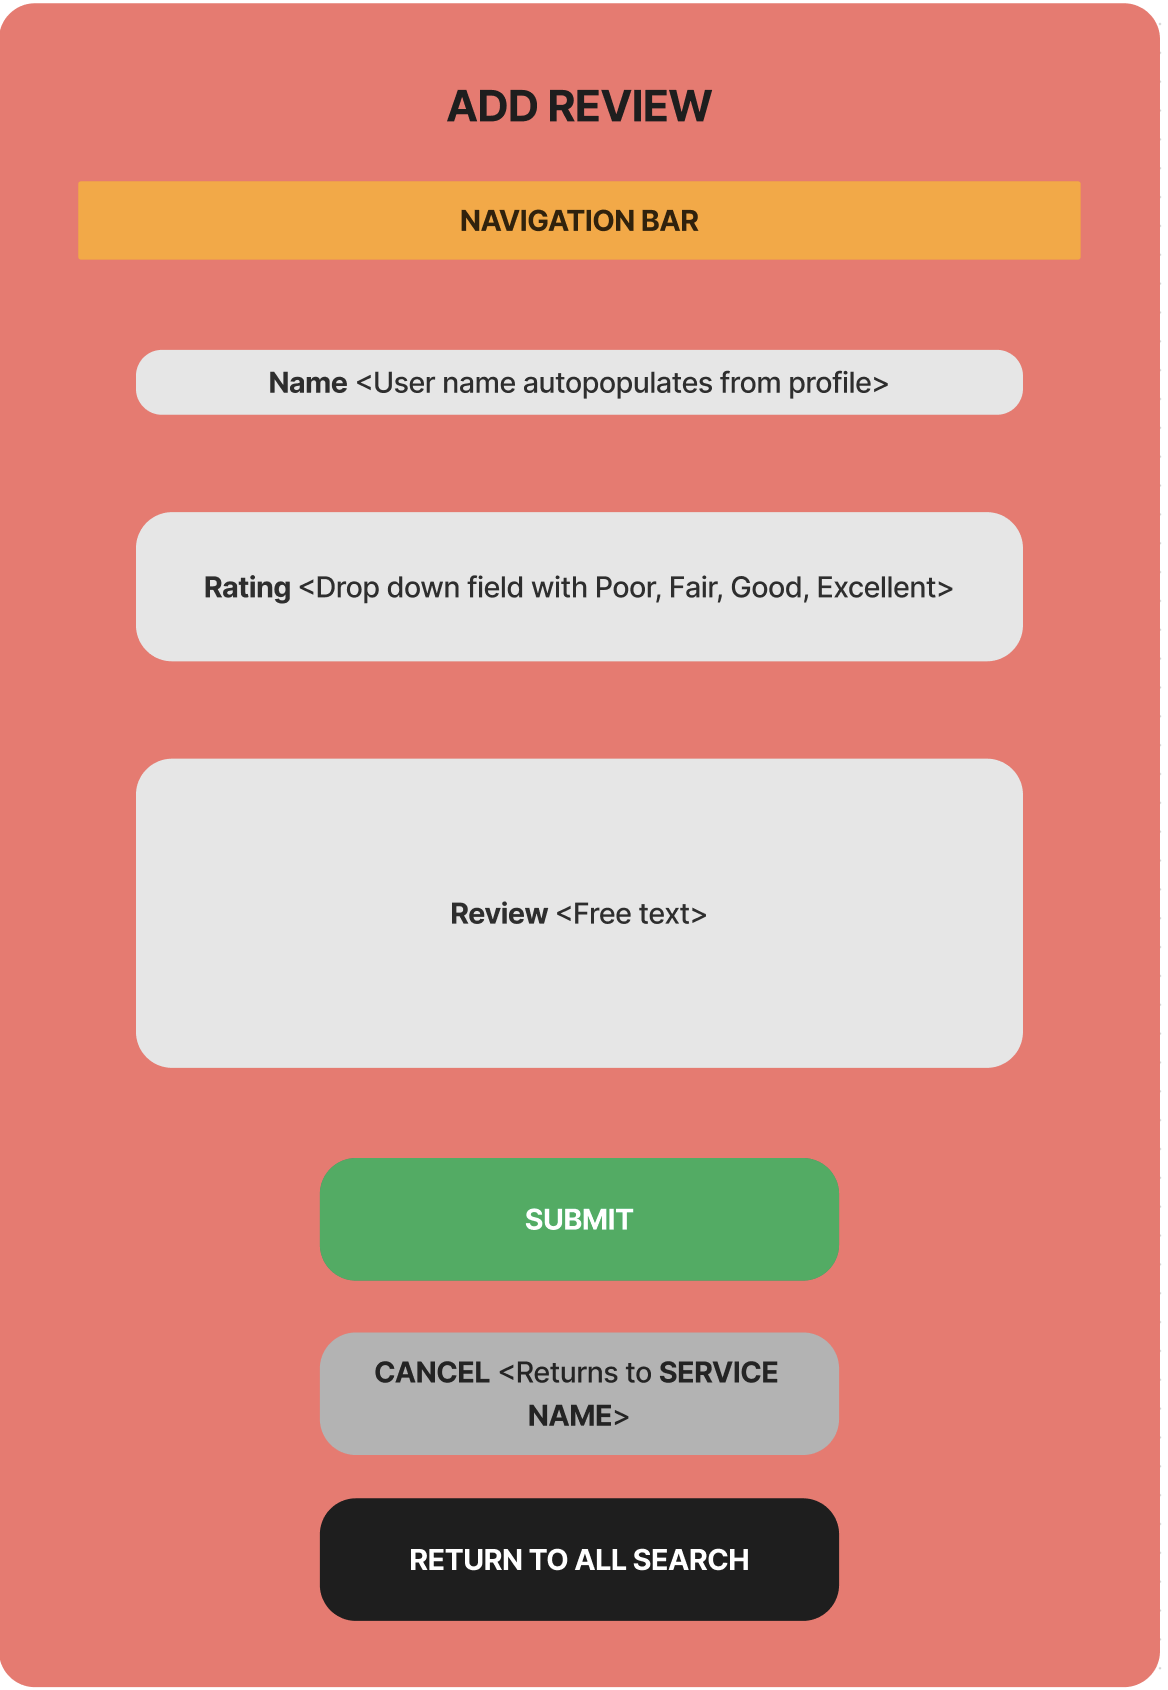 ADD REVIEW
NAVIGATION BAR
Name <User name autopopulates from profile>
Rating <Drop down field with Poor, Fair, Good, Excellent>
Review <Free text>
SUBMIT
CANCEL <Returns to SERVICE
NAME>
RETURN TO ALL SEARCH